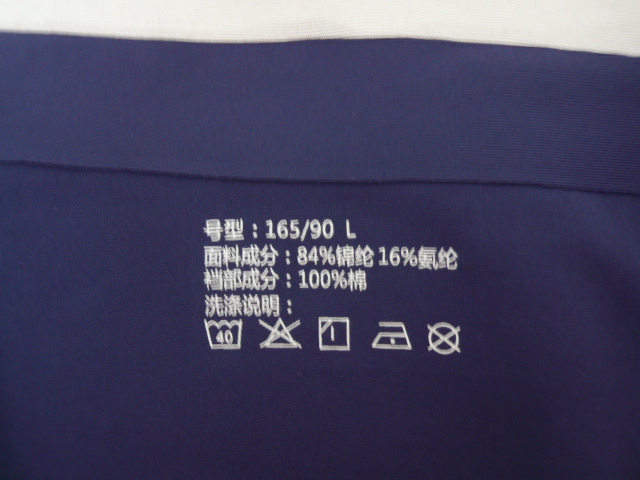 号型：165/90 L
面料成分：84%锦纶 16%氨纶
裆部成分：100%棉
洗涤说明：
40